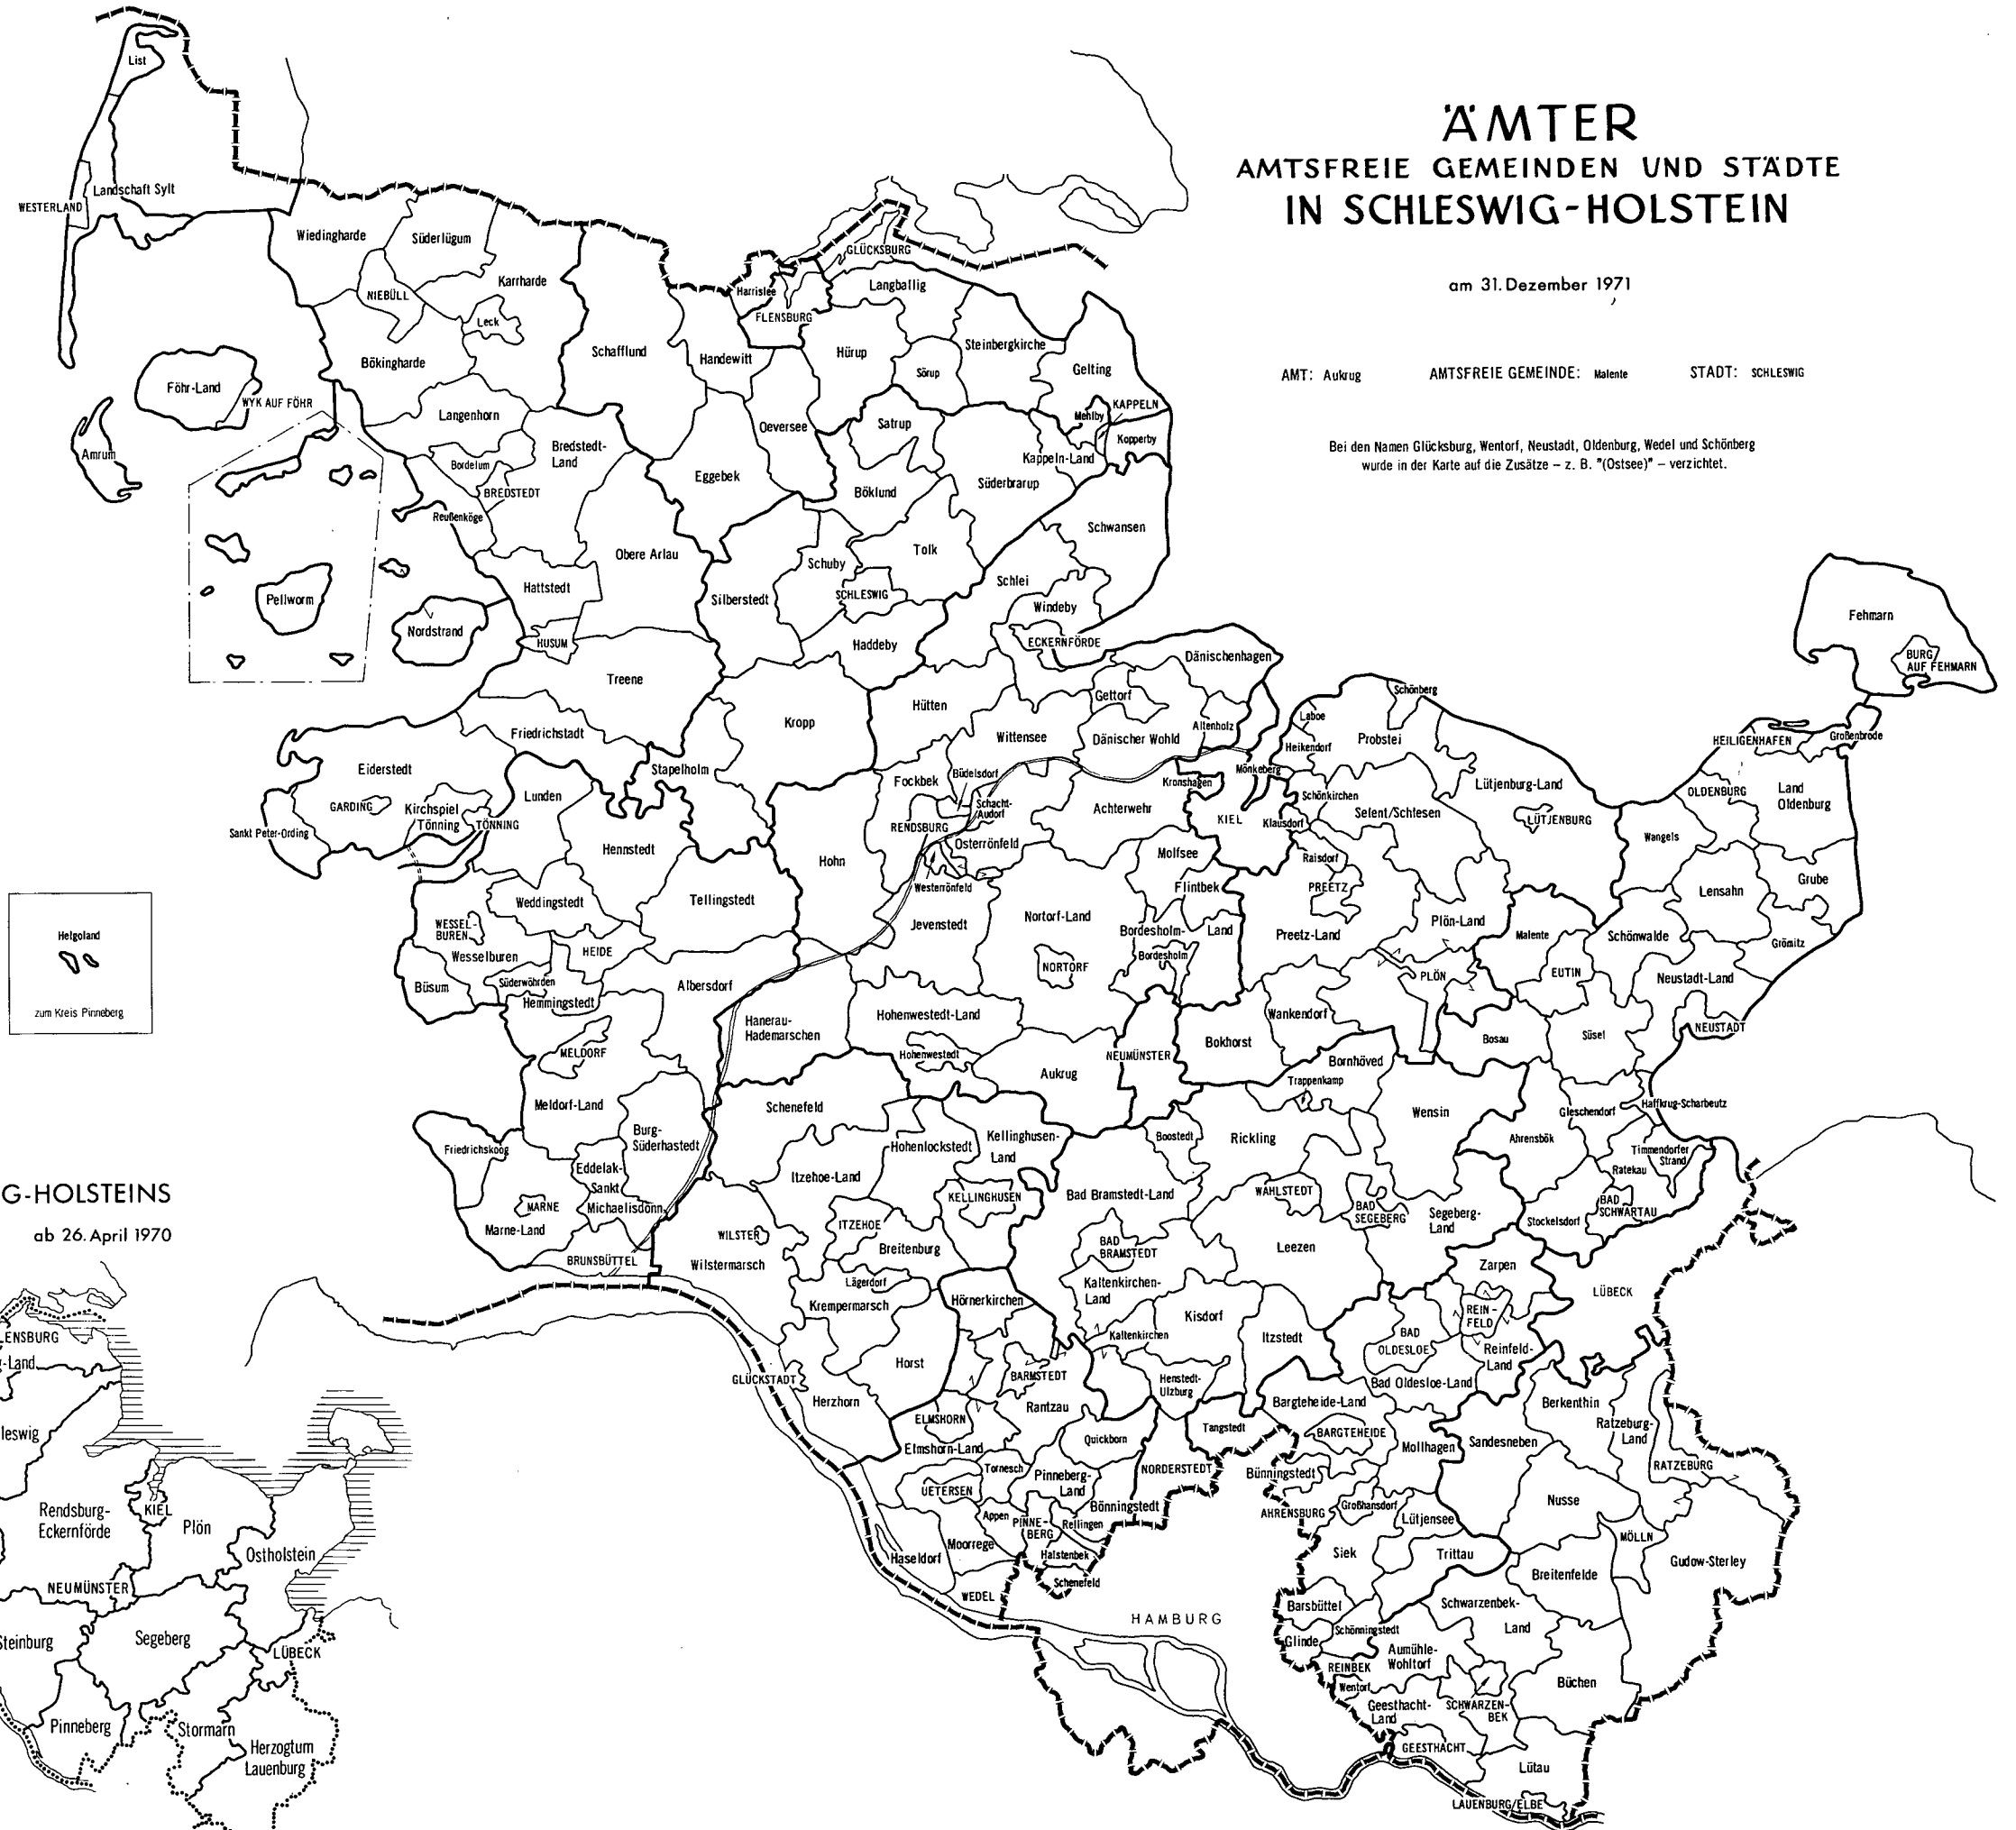 ÄMTER
AMTSFREIE GEMEINDEN UND STÄDTE
IN SCHLESWIG-HOLSTEIN
am 31. Dezember 1971
AMT: Aukrug
AMTSFREIE GEMEINDE: Malente
STADT: SCHLESWIG
Bei den Namen Glücksburg, Wentorf, Neustadt, Oldenburg, Wedel und Schönberg
wurde in der Karte auf die Zusätze – z. B. "(Ostsee)" – verzichtet.
List
Landschaft Sylt
WESTERLAND
Wiedingharde
Süderlügum
Karrharde
NIEBÜLL
Leck
Bökingharde
Föhr-Land
WYK AUF FÖHR
Amrum
Langenhorn
Bordelum
Bredstedt-
Land
BREDSTEDT
Reußenköge
Pellworm
Nordstrand
Hattstedt
Obere Arlau
HUSUM
Treene
Friedrichstadt
Eiderstedt
GARDING
Kirchspiel
Tönning
TÖNNING
Sankt Peter-Ording
Schafflund
Handewitt
Harrislee
FLENSBURG
GLÜCKSBURG
Langballig
Hürup
Sörup
Steinbergkirche
Gelting
Mehlby
KAPPELN
Kopperby
Kappeln-Land
Oeversee
Satrup
Eggebek
Böklund
Süderbrarup
Schwansen
Schuby
Tolk
SCHLESWIG
Silberstedt
Schlei
Windeby
ECKERNFÖRDE
Haddeby
Kropp
Stapelholm
Hütten
Dänischenhagen
Gettorf
Altenholz
Wittensee
Dänischer Wohld
Fockbek
Büdelsdorf
Schacht-
Audorf
RENDSBURG
Osterrönfeld
Westerrönfeld
Achterwehr
Kronshagen
KIEL
Mönkeberg
Heikendorf
Laboe
Schönberg
Probstei
Schönkirchen
Klausdorf
Selent/Schlesen
Lütjenburg-Land
LÜTJENBURG
Raisdorf
PREETZ
Preetz-Land
Plön-Land
PLÖN
Wankendorf
Bokhorst
Fehmarn
BURG
AUF FEHMARN
HEILIGENHAFEN
Großenbrode
OLDENBURG
Land
Oldenburg
Wangels
Lensahn
Grube
Grömitz
Schönwalde
Neustadt-Land
NEUSTADT
Malente
EUTIN
Bosau
Süsel
Haffkrug-Scharbeutz
Gleschendorf
Ahrensbök
Timmendorfer
Strand
Ratekau
BAD
SCHWARTAU
Stockelsdorf
LÜBECK
Lunden
Hennstedt
Tellingstedt
Weddingstedt
WESSEL-
BUREN
Wesselburen
HEIDE
Süderwöhrden
Büsum
Hemmingstedt
Albersdorf
MELDORF
Meldorf-Land
Burg-
Süderhastedt
Friedrichskoog
Eddelak-
Sankt
Michaelisdonn
MARNE
Marne-Land
BRUNSBÜTTEL
Hohn
Jevenstedt
Nortorf-Land
NORTORF
Molfsee
Flintbek
Bordesholm-
Land
Bordesholm
Hanerau-
Hademarschen
Hohenwestedt-Land
Hohenwestedt
Aukrug
NEUMÜNSTER
Helgoland
zum Kreis Pinneberg
Schenefeld
Hohenlockstedt
Kellinghusen-
Land
KELLINGHUSEN
Itzehoe-Land
ITZEHOE
Breitenburg
WILSTER
Wilstermarsch
Lägerdorf
Krempermarsch
Horst
GLÜCKSTADT
Herzhorn
Bornhöved
Trappenkamp
Wensin
Boostedt
Rickling
WAHLSTEDT
BAD
SEGEBERG
Segeberg-
Land
Bad Bramstedt-Land
BAD
BRAMSTEDT
Leezen
Kaltenkirchen-
Land
Kaltenkirchen
Kisdorf
Itzstedt
Henstedt-
Ulzburg
NORDERSTEDT
Hörnerkirchen
BARMSTEDT
Rantzau
ELMSHORN
Elmshorn-Land
Quickborn
Tornesch
UETERSEN
Pinneberg-
Land
Bönningstedt
Appen
PINNE-
BERG
Rellingen
Moorrege
Haseldorf
Halstenbek
Schenefeld
WEDEL
HAMBURG
Zarpen
REIN-
FELD
Reinfeld-
Land
BAD
OLDESLOE
Bad Oldesloe-Land
Bargteheide-Land
BARGTEHEIDE
Tangstedt
Mollhagen
Bünningstedt
AHRENSBURG
Großhansdorf
Lütjensee
Siek
Trittau
Barsbüttel
Glinde
Schönningstedt
REINBEK
Wentorf
Berkenthin
Ratzeburg-
Land
Sandesneben
RATZEBURG
Nusse
MÖLLN
Gudow-Sterley
Breitenfelde
Schwarzenbek-
Land
Aumühle-
Wohltorf
Büchen
SCHWARZEN-
BEK
Geesthacht-
Land
GEESTHACHT
Lütau
LAUENBURG/ELBE
G-HOLSTEINS
ab 26. April 1970
LENSBURG
-Land
leswig
Rendsburg-
Eckernförde
KIEL
Plön
Ostholstein
NEUMÜNSTER
Steinburg
Segeberg
LÜBECK
Pinneberg
Stormarn
Herzogtum
Lauenburg